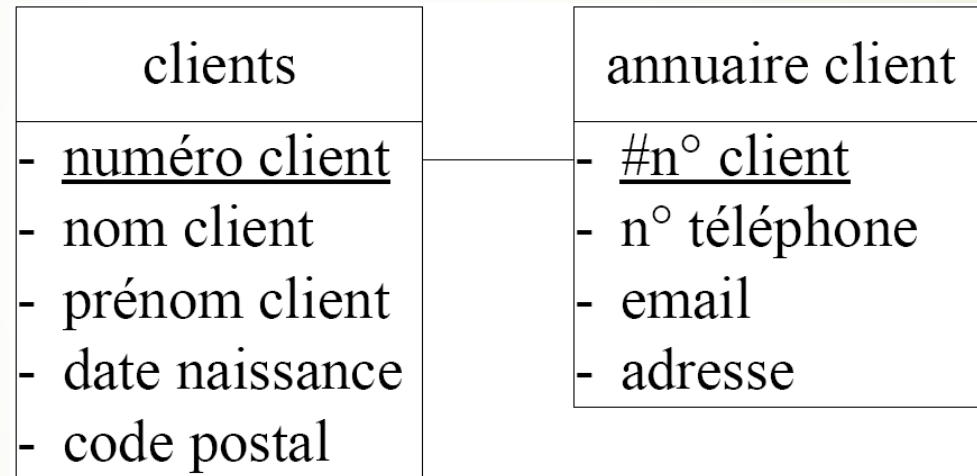 clients
- numéro client
- nom client
- prénom client
- date naissance
- code postal
annuaire client
- #n° client
- n° téléphone
- email
- adresse